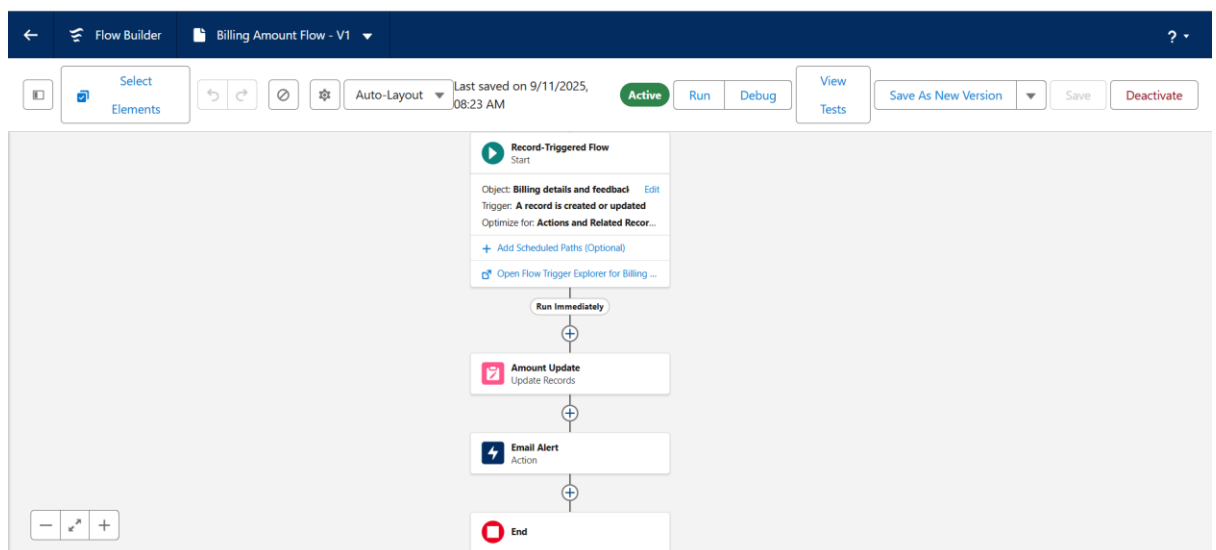 Flow Builder
Billing Amount Flow - V1
?
Select
Elements
Auto-Layout
Last saved on 9/11/2025,
08:23 AM
Active
Run
Debug
View
Tests
Save As New Version
Save
Deactivate
Record-Triggered Flow
Start
Object: Billing details and feedback
Edit
Trigger: A record is created or updated
Optimize for: Actions and Related Recor...
+ Add Scheduled Paths (Optional)
Open Flow Trigger Explorer for Billing ...
Run Immediately
Amount Update
Update Records
Email Alert
Action
End